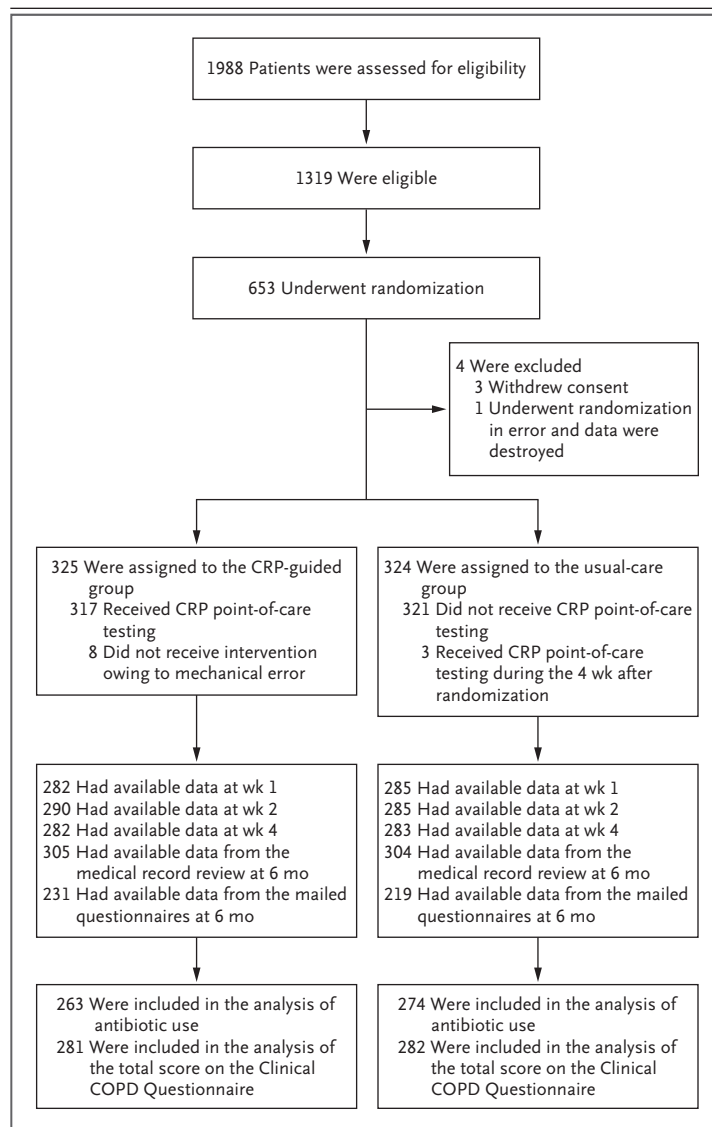 1988 Patients were assessed for eligibility
1319 Were eligible
653 Underwent randomization
4 Were excluded
3 Withdrew consent
1 Underwent randomization
in error and data were
destroyed
325 Were assigned to the CRP-guided
group
317 Received CRP point-of-care
testing
8 Did not receive intervention
owing to mechanical error
324 Were assigned to the usual-care
group
321 Did not receive CRP point-of-care
testing
3 Received CRP point-of-care
testing during the 4 wk after
randomization
282 Had available data at wk 1
290 Had available data at wk 2
282 Had available data at wk 4
305 Had available data from the
medical record review at 6 mo
231 Had available data from the mailed
questionnaires at 6 mo
285 Had available data at wk 1
285 Had available data at wk 2
283 Had available data at wk 4
304 Had available data from the
medical record review at 6 mo
219 Had available data from the mailed
questionnaires at 6 mo
263 Were included in the analysis of
antibiotic use
281 Were included in the analysis of
the total score on the Clinical
COPD Questionnaire
274 Were included in the analysis of
antibiotic use
282 Were included in the analysis of
the total score on the Clinical
COPD Questionnaire